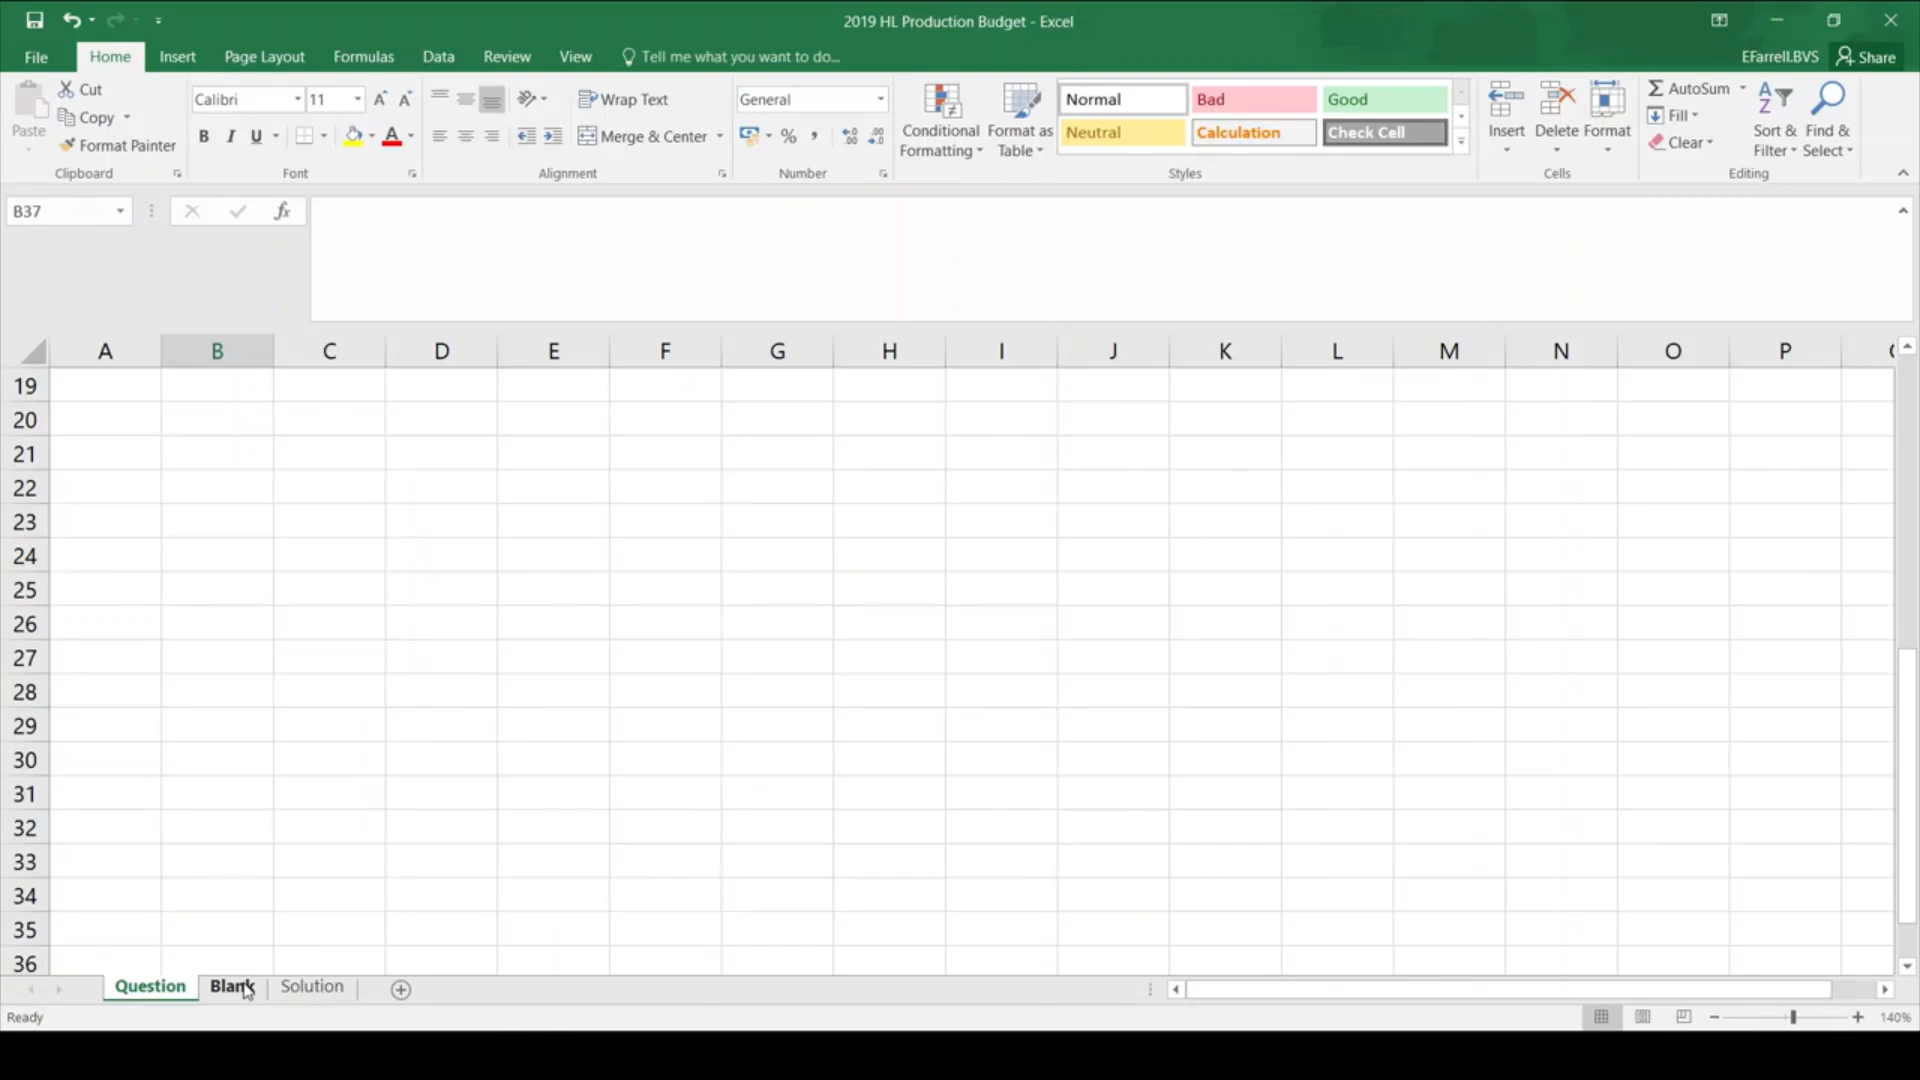 2019 HL Production Budget - Excel
File Home Insert Page Layout Formulas Data Review View Tell me what you want to do... EFarrell.BVS Share
Paste Cut Copy Format Painter Clipboard
Calibri 11 B I U A Font
Wrap Text Merge & Center Alignment
General % Number
Conditional Formatting Format as Table
Normal Bad Good
Neutral Calculation Check Cell
Styles
Insert Delete Format Cells
AutoSum Fill Clear Sort & Filter Find & Select Editing
B37 fx
A B C D E F G H I J K L M N O P
19
20
21
22
23
24
25
26
27
28
29
30
31
32
33
34
35
36
Question Blank Solution
Ready 140%